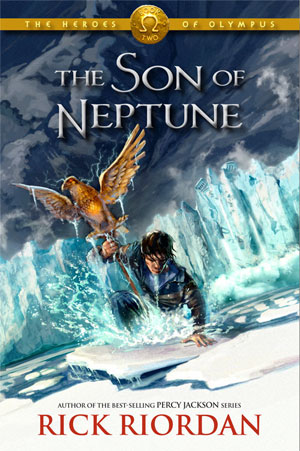 THE HEROES OF OLYMPUS
TWO
THE SON OF
NEPTUNE
AUTHOR OF THE BEST-SELLING PERCY JACKSON SERIES
RICK RIORDAN